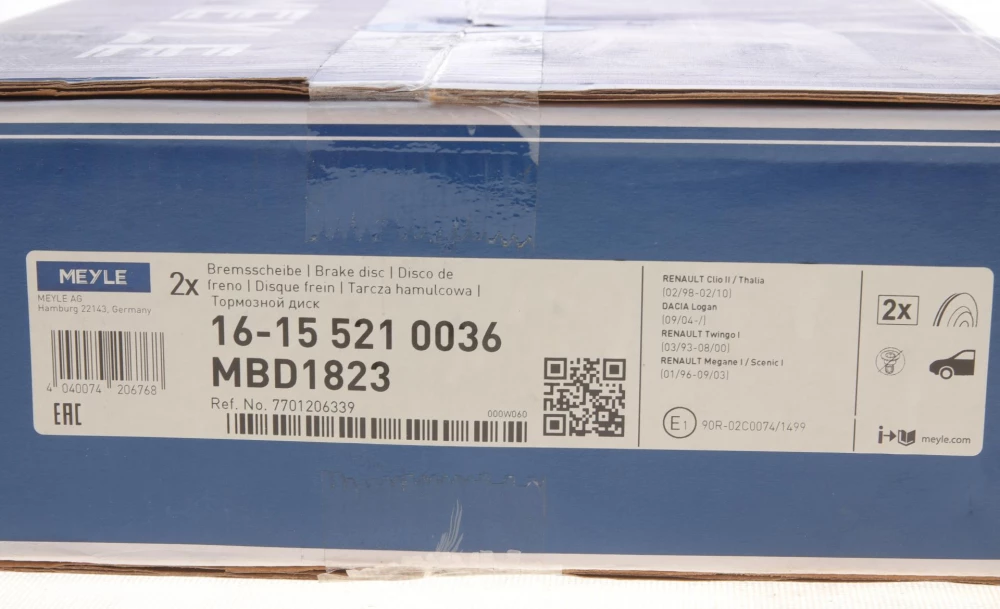 MEYLE
MEYLE AG
Hamburg 22143, Germany
4 040074 206768
EAC
2x
Bremsscheibe | Brake disc | Disco de
freno | Disque frein | Tarcza hamulcowa |
Тормозной диск
16-15 521 0036
MBD1823
Ref. No. 7701206339
000W060
RENAULT Clio II / Thalia
(02/98-02/10)
DACIA Logan
(09/04-/)
RENAULT Twingo I
(03/93-08/00)
RENAULT Megane I / Scenic I
(01/96-09/03)
E1 90R-02C0074/1499
2x
i
meyle.com